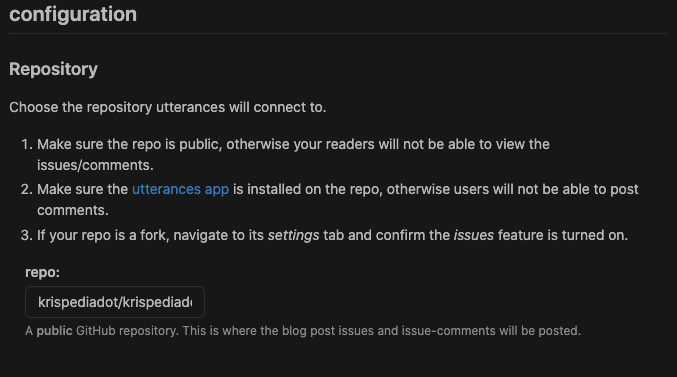 configuration
Repository
Choose the repository utterances will connect to.
1. Make sure the repo is public, otherwise your readers will not be able to view the
issues/comments.
2. Make sure the utterances app is installed on the repo, otherwise users will not be able to post
comments.
3. If your repo is a fork, navigate to its settings tab and confirm the issues feature is turned on.
repo:
krispediadot/krispiad
A public GitHub repository. This is where the blog post issues and issue-comments will be posted.